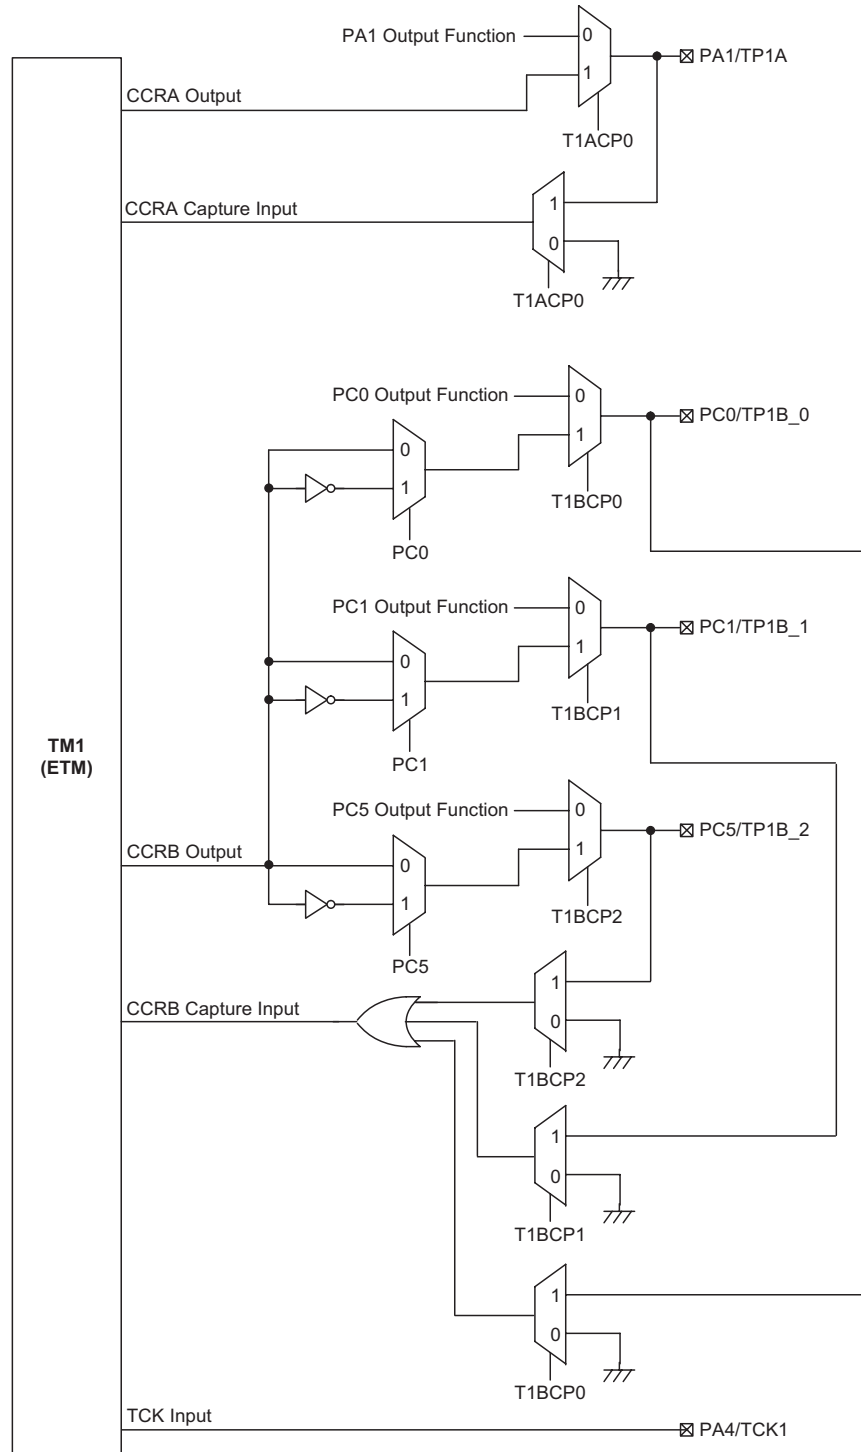 PA1 Output Function
0
1
PA1/TP1A
CCRA Output
T1ACP0
CCRA Capture Input
1
0
T1ACP0
PC0 Output Function
0
1
PC0/TP1B_0
0
1
T1BCP0
PC0
PC1 Output Function
0
1
PC1/TP1B_1
0
1
T1BCP1
PC1
TM1
(ETM)
PC5 Output Function
0
1
PC5/TP1B_2
CCRB Output
0
1
T1BCP2
PC5
CCRB Capture Input
1
0
T1BCP2
1
0
T1BCP1
1
0
T1BCP0
TCK Input
PA4/TCK1